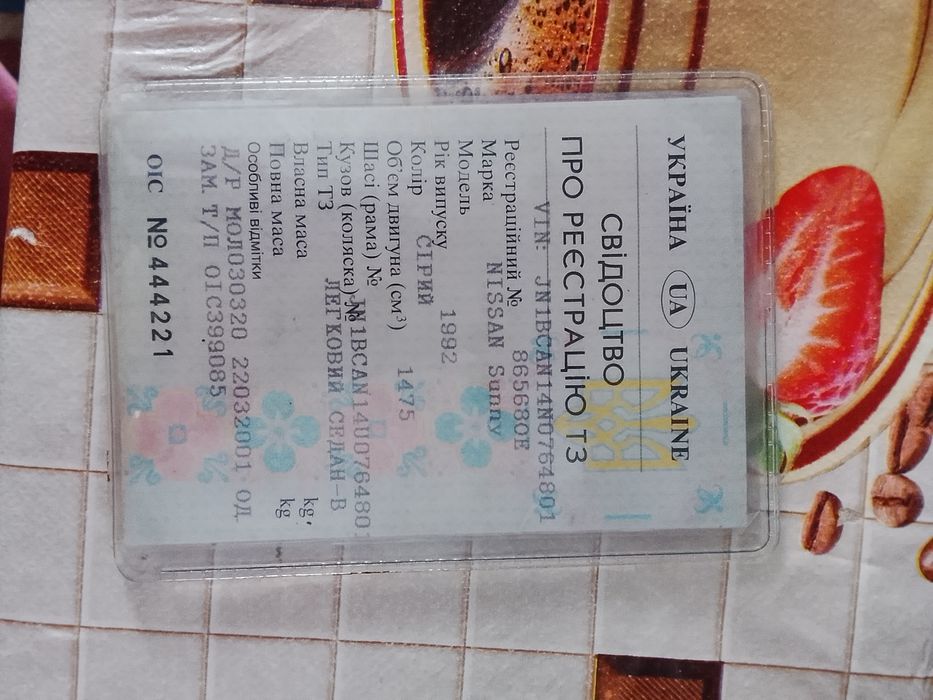 УКРАЇНА UA UKRAINE
СВІДОЦТВО
ПРО РЕЄСТРАЦІЮ ТЗ
VIN: JN1BCAN14N0764801
Реєстраційний № 86568ОЕ
Марка NISSAN Sunny
Модель
Рік випуску 1992
Колір СІРИЙ
Об'єм двигуна (см³) 1475
Шасі (рама) №
Кузов (коляска) № JN1BCAN14U0764801
Тип ТЗ ЛЕГКОВИЙ СЕДАН-В
Власна маса kg
Повна маса kg
Особливі відмітки
Д/Р МОЛ030320 22032001 ОД
ЗАМ. Т/П ОІС399085
ОІС № 444221